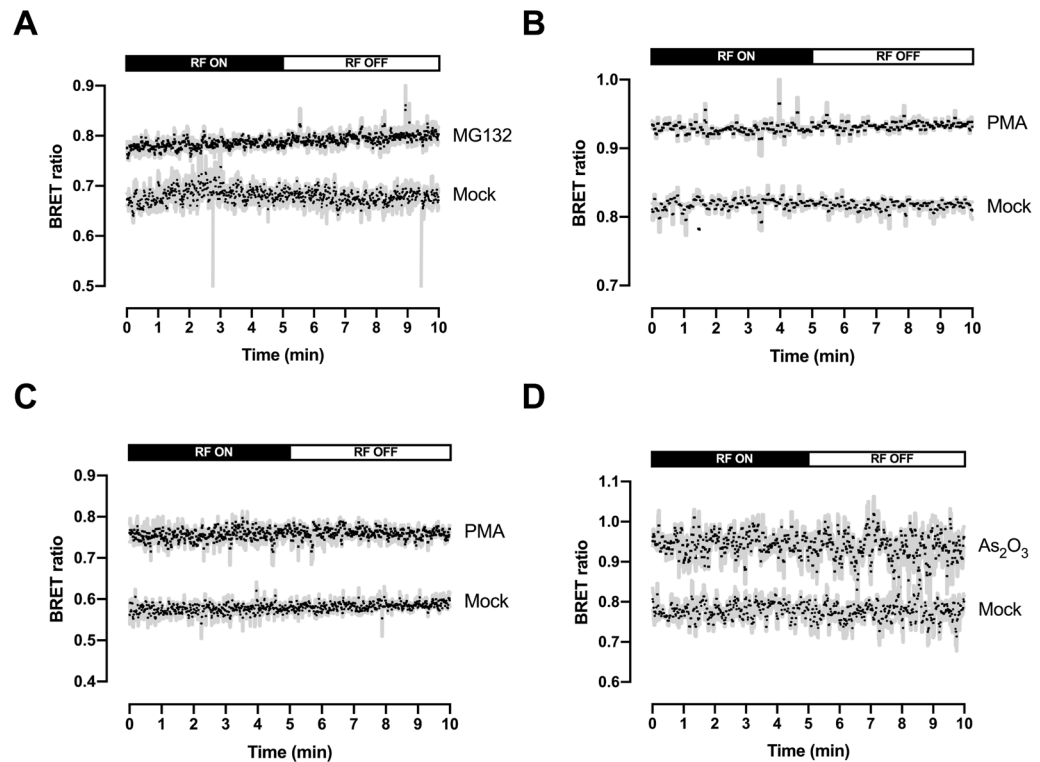 A
RF ON RF OFF
0.9
0.8
0.7
0.6
0.5
BRET ratio
MG132
Mock
0 1 2 3 4 5 6 7 8 9 10
Time (min)
B
RF ON RF OFF
1.0
0.9
0.8
0.7
BRET ratio
PMA
Mock
0 1 2 3 4 5 6 7 8 9 10
Time (min)
C
RF ON RF OFF
0.9
0.8
0.7
0.6
0.5
0.4
BRET ratio
PMA
Mock
0 1 2 3 4 5 6 7 8 9 10
Time (min)
D
RF ON RF OFF
1.1
1.0
0.9
0.8
0.7
0.6
BRET ratio
As₂O₃
Mock
0 1 2 3 4 5 6 7 8 9 10
Time (min)